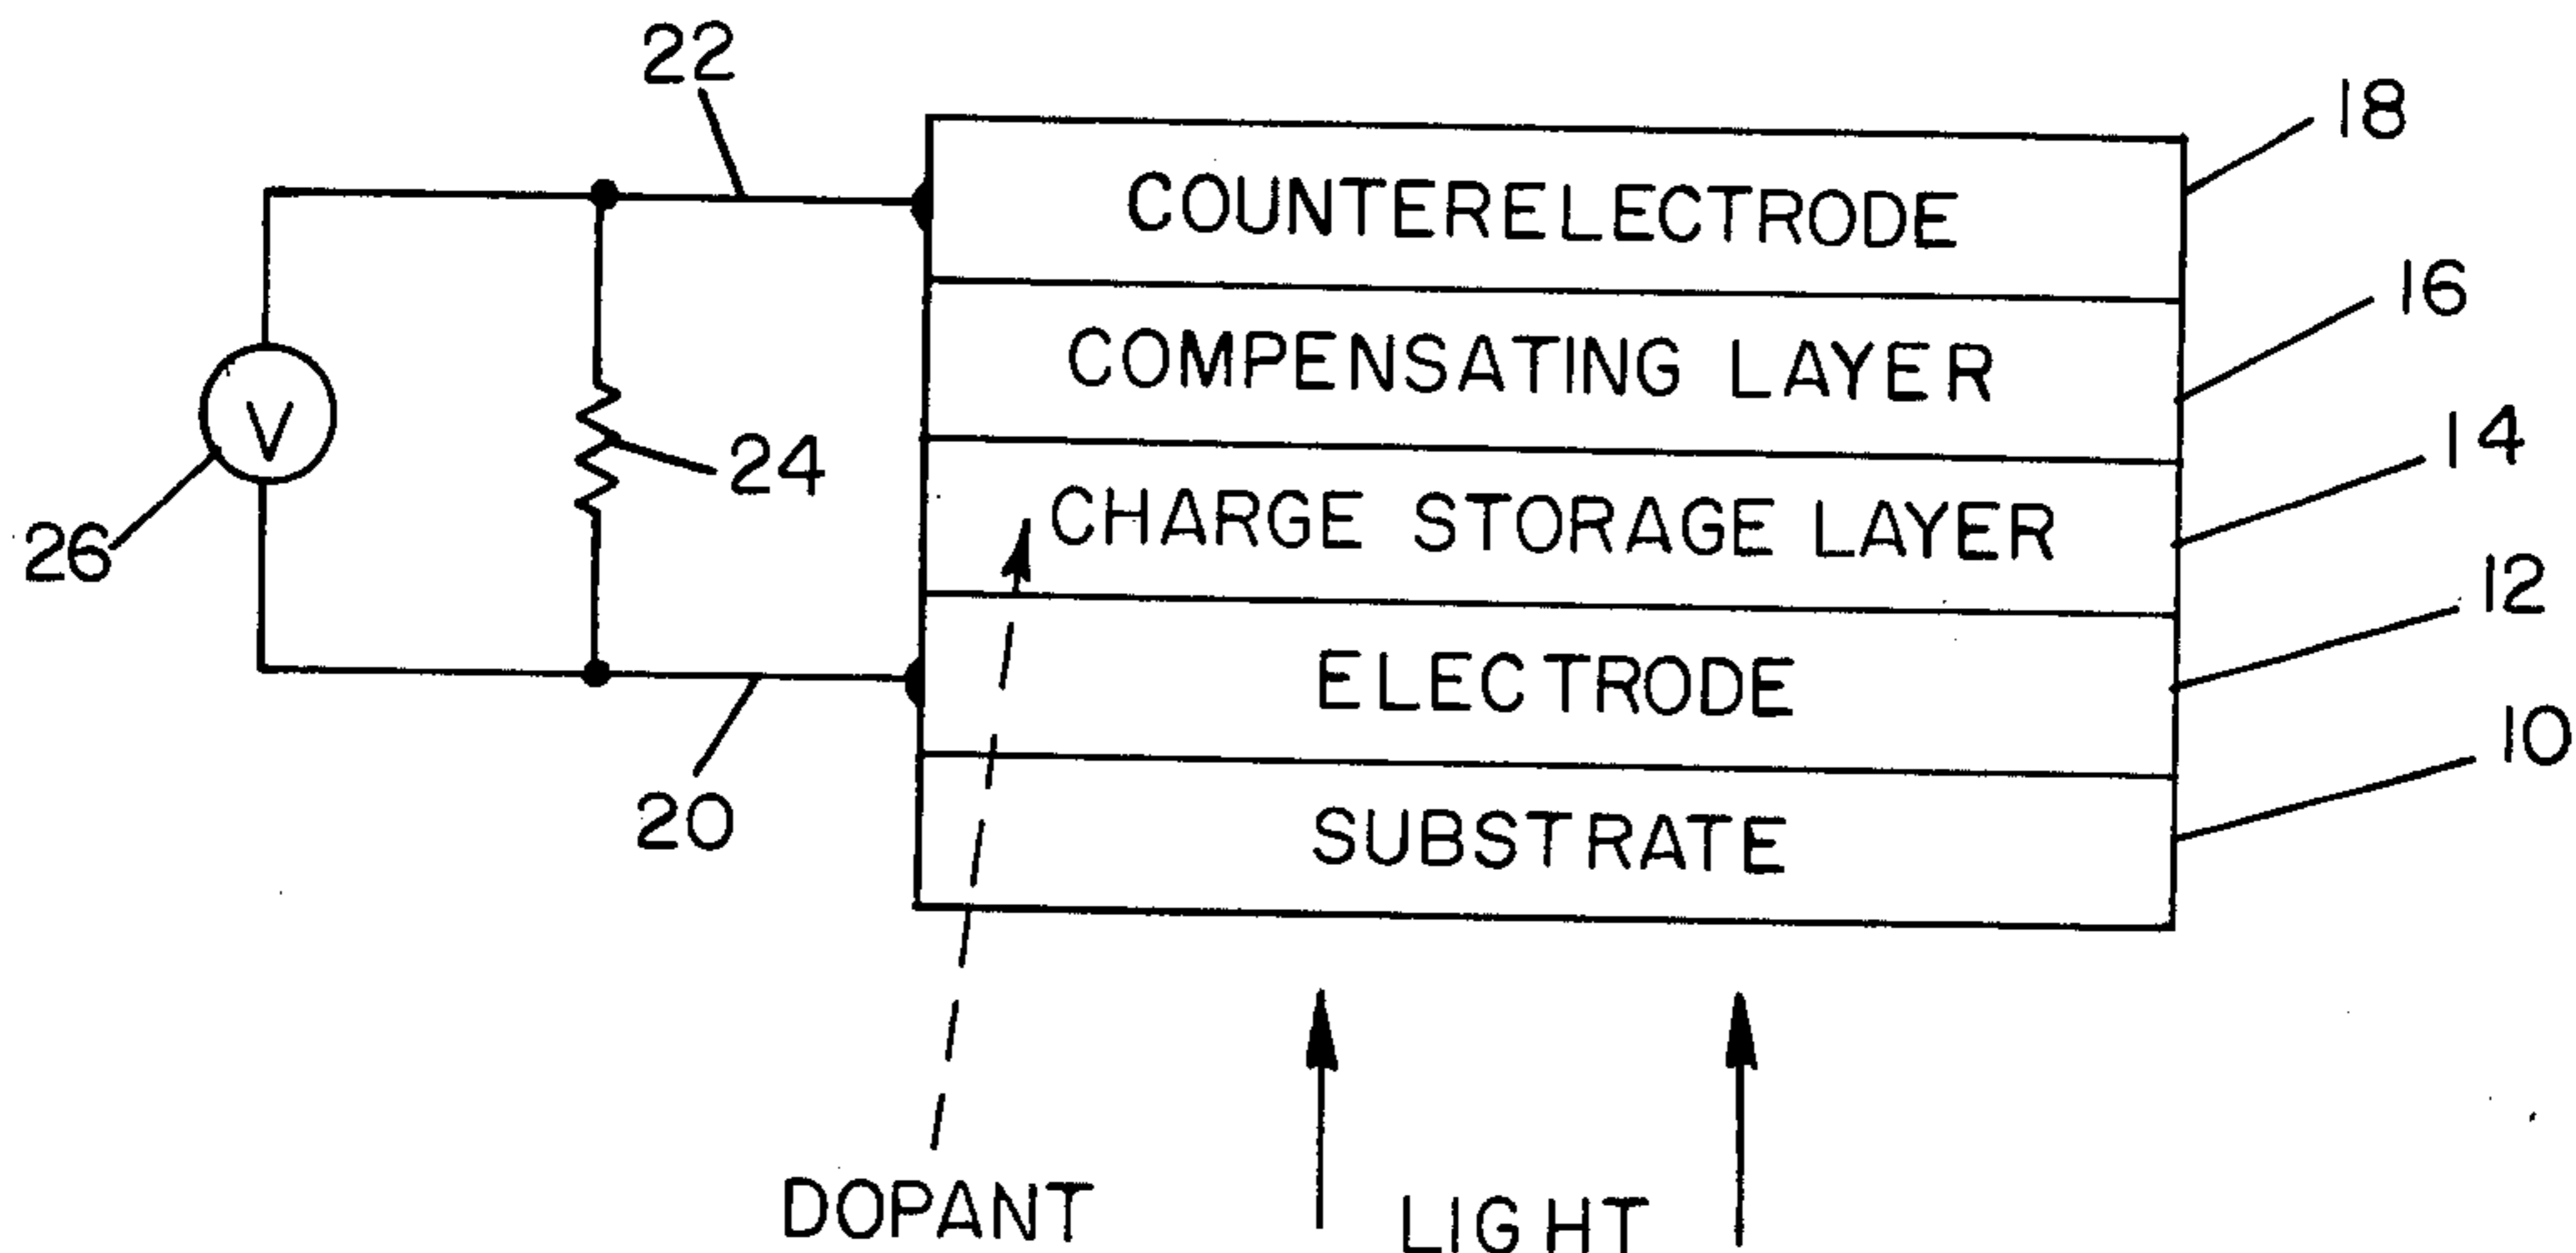 22
18
COUNTERELECTRODE
16
COMPENSATING LAYER
14
V
24
CHARGE STORAGE LAYER
26
12
ELECTRODE
10
20
SUBSTRATE
DOPANT
LIGHT